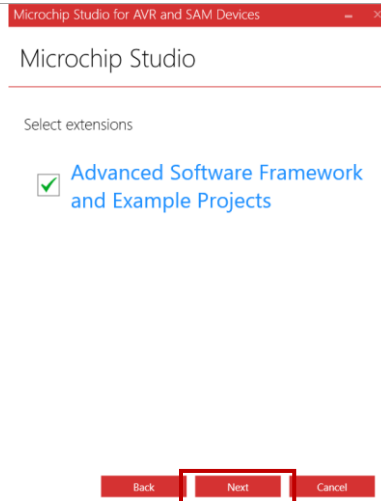 Microchip Studio for AVR and SAM Devices
Microchip Studio
Select extensions
Advanced Software Framework
and Example Projects
Back Next Cancel